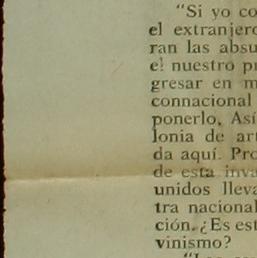 "Si yo co
el extranjero
ran las absu
el nuestro pr
gresar en m
connacional
ponerlo. Así
lonia de art
da aquí. Pro
de esta inva
unidos lleva
tra nacional
ción. ¿Es est
vinismo?